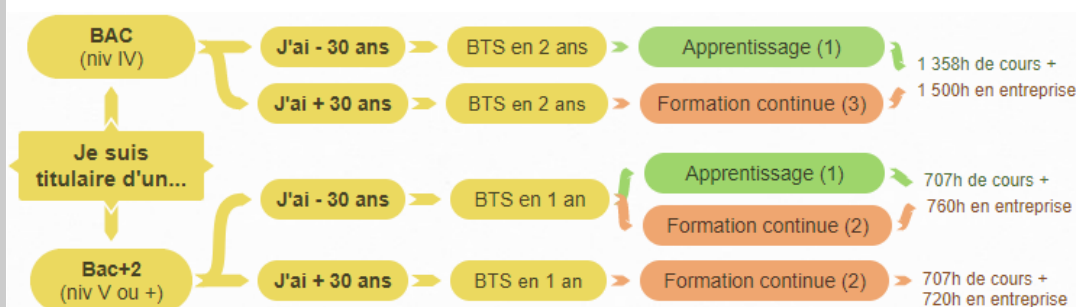 BAC
(niv IV)
J'ai - 30 ans
BTS en 2 ans
Apprentissage (1)
J'ai + 30 ans
BTS en 2 ans
Formation continue (3)
1 358h de cours +
1 500h en entreprise
Je suis
titulaire d'un...
J'ai - 30 ans
BTS en 1 an
Apprentissage (1)
Formation continue (2)
707h de cours +
760h en entreprise
Bac+2
(niv V ou +)
J'ai + 30 ans
BTS en 1 an
Formation continue (2)
707h de cours +
720h en entreprise